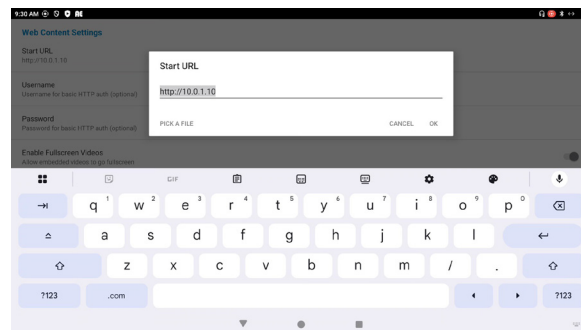 9:30 AM
Web Content Settings
Start URL
http://10.0.1.10
Username
Username for basic HTTP auth (optional)
Password
Password for basic HTTP auth (optional)
Enable Fullscreen Videos
Allow embedded videos to go fullscreen
Start URL
http://10.0.1.10
PICK A FILE
CANCEL
OK
GIF
q 1 w 2 e 3 r 4 t 5 y 6 u 7 i 8 o 9 p 0
a s d f g h j k l
z x c v b n m / .
?123 .com ?123